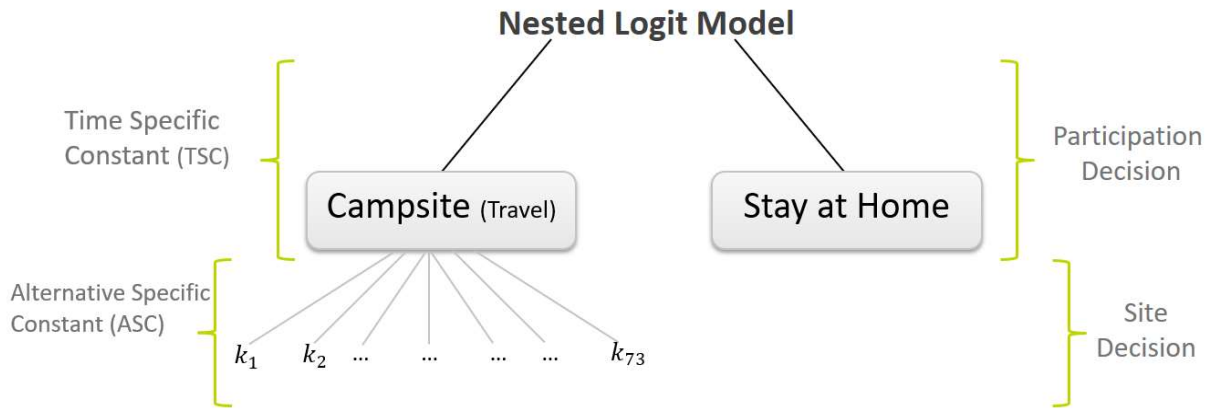 Nested Logit Model
Time Specific
Constant (TSC)
Participation
Decision
Campsite (Travel)
Stay at Home
Alternative Specific
Constant (ASC)
Site
Decision
k₁ k₂ ... ... ... ... k₇₃